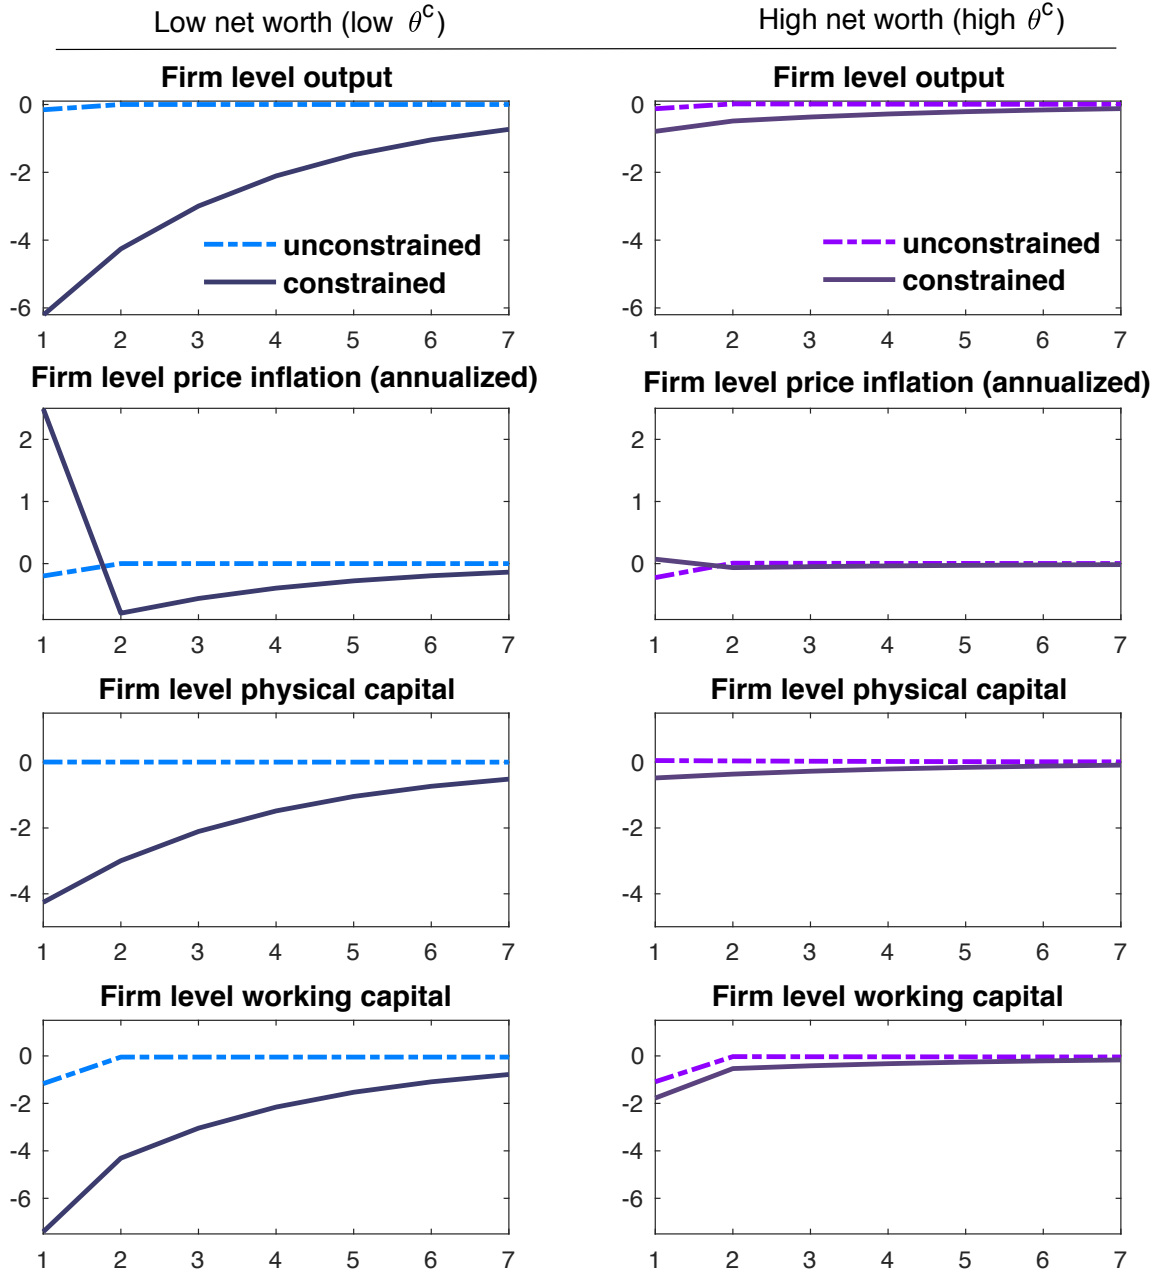 Low net worth (low θ^c)
High net worth (high θ^c)
Firm level output
Firm level output
0
-2
-4
-6
unconstrained
constrained
1 2 3 4 5 6 7
0
-2
-4
-6
unconstrained
constrained
1 2 3 4 5 6 7
Firm level price inflation (annualized)
Firm level price inflation (annualized)
2
1
0
1 2 3 4 5 6 7
2
1
0
1 2 3 4 5 6 7
Firm level physical capital
Firm level physical capital
0
-2
-4
1 2 3 4 5 6 7
0
-2
-4
1 2 3 4 5 6 7
Firm level working capital
Firm level working capital
0
-2
-4
-6
1 2 3 4 5 6 7
0
-2
-4
-6
1 2 3 4 5 6 7